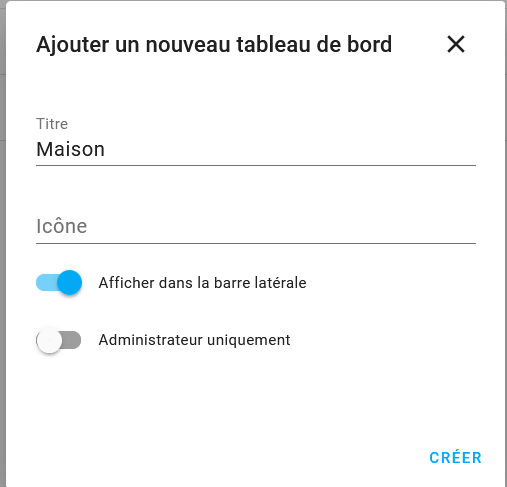 Ajouter un nouveau tableau de bord
Titre
Maison
Icône
Afficher dans la barre latérale
Administrateur uniquement
CRÉER